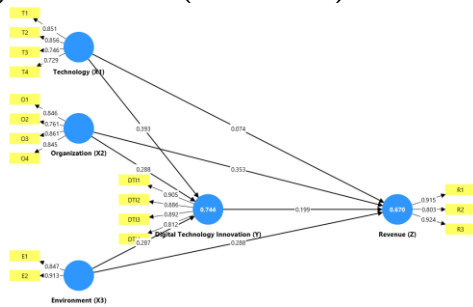 T1
0.851
T2
0.856
T3
0.746
0.729
T4
Technology (X1)
O1
0.846
O2
0.761
O3
0.861
0.845
O4
Organization (X2)
0.393
0.074
0.353
0.298
DTI1
0.905
DTI2
0.886
DTI3
0.892
0.812
0.744
Digital Technology Innovation (Y)
0.199
0.670
Revenue (Z)
0.915
R1
0.803
R2
0.924
R3
0.287
0.288
E1
0.847
E2
0.913
Environment (X3)